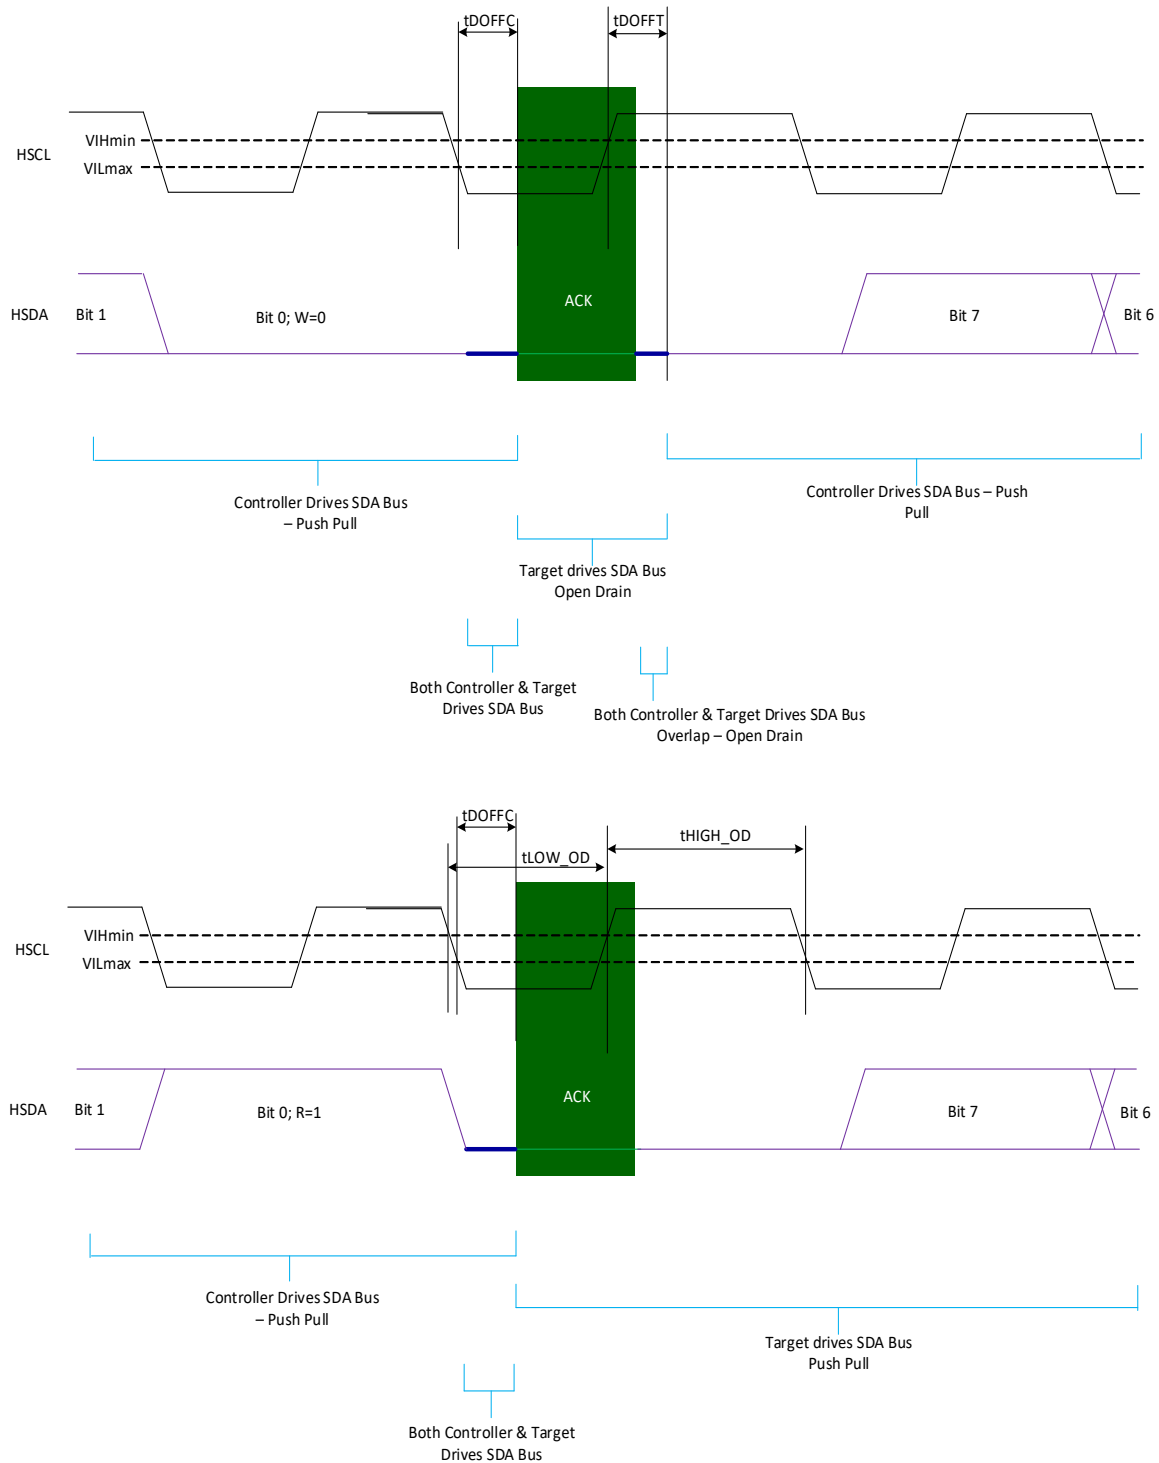 tDOFFC
tDOFFT
VIHmin
HSCL
VILmax
ACK
HSDA
Bit 1
Bit 0; W=0
Bit 7
Bit 6
Controller Drives SDA Bus
– Push Pull
Controller Drives SDA Bus – Push
Pull
Target drives SDA Bus
Open Drain
Both Controller & Target
Drives SDA Bus
Both Controller & Target Drives SDA Bus
Overlap – Open Drain
tDOFFC
tLOW_OD
tHIGH_OD
VIHmin
HSCL
VILmax
ACK
HSDA
Bit 1
Bit 0; R=1
Bit 7
Bit 6
Controller Drives SDA Bus
– Push Pull
Target drives SDA Bus
Push Pull
Both Controller & Target
Drives SDA Bus